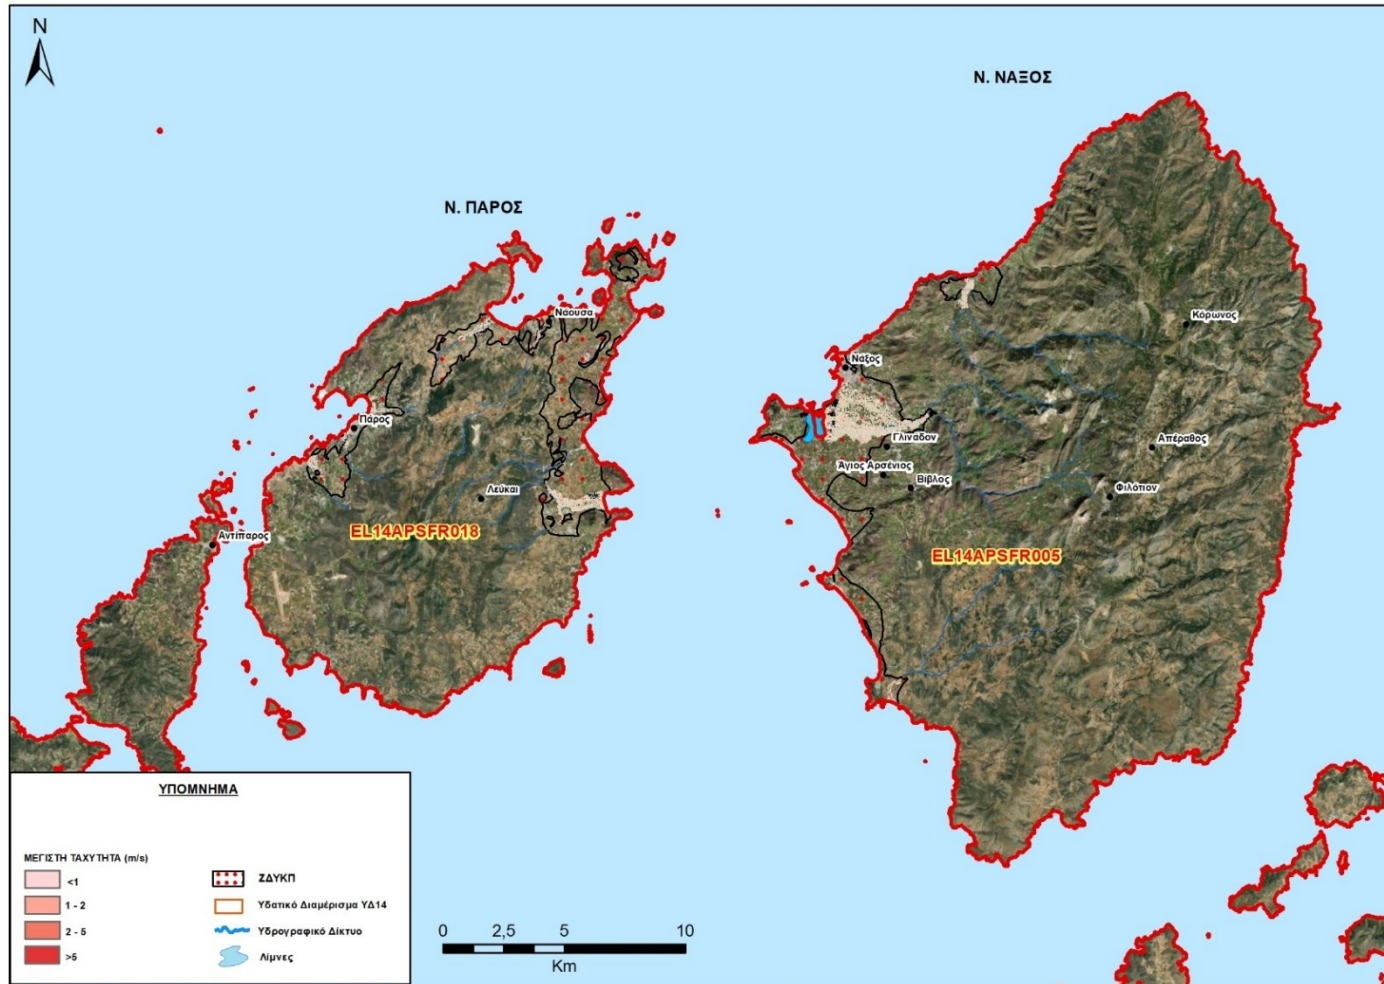 N
Ν. ΝΑΞΟΣ
Ν. ΠΑΡΟΣ
Νάουσα
Κόρωνος
Νάξος
Πάρος
Γλινάδον
Απέραθος
Άγιος Αρσένιος
Βίβλος
Φιλότιον
Λεύκαι
EL14APSFR018
Αντίπαρος
EL14APSFR005
ΥΠΟΜΝΗΜΑ
ΜΕΓΙΣΤΗ ΤΑΧΥΤΗΤΑ (m/s)
<1
1 - 2
2 - 5
>5
ΖΔΥΚΠ
Υδατικό Διαμέρισμα ΥΔ14
Υδρογραφικό Δίκτυο
Λίμνες
0 2,5 5 10
Km